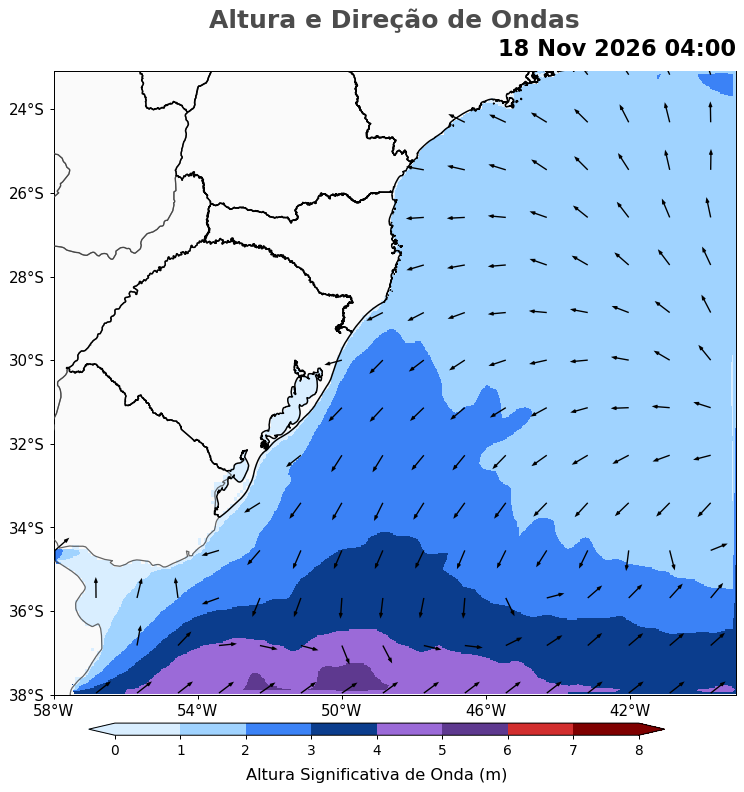 Altura e Direção de Ondas
18 Nov 2026 04:00
24°S
26°S
28°S
30°S
32°S
34°S
36°S
38°S
58°W 54°W 50°W 46°W 42°W
0 1 2 3 4 5 6 7 8
Altura Significativa de Onda (m)